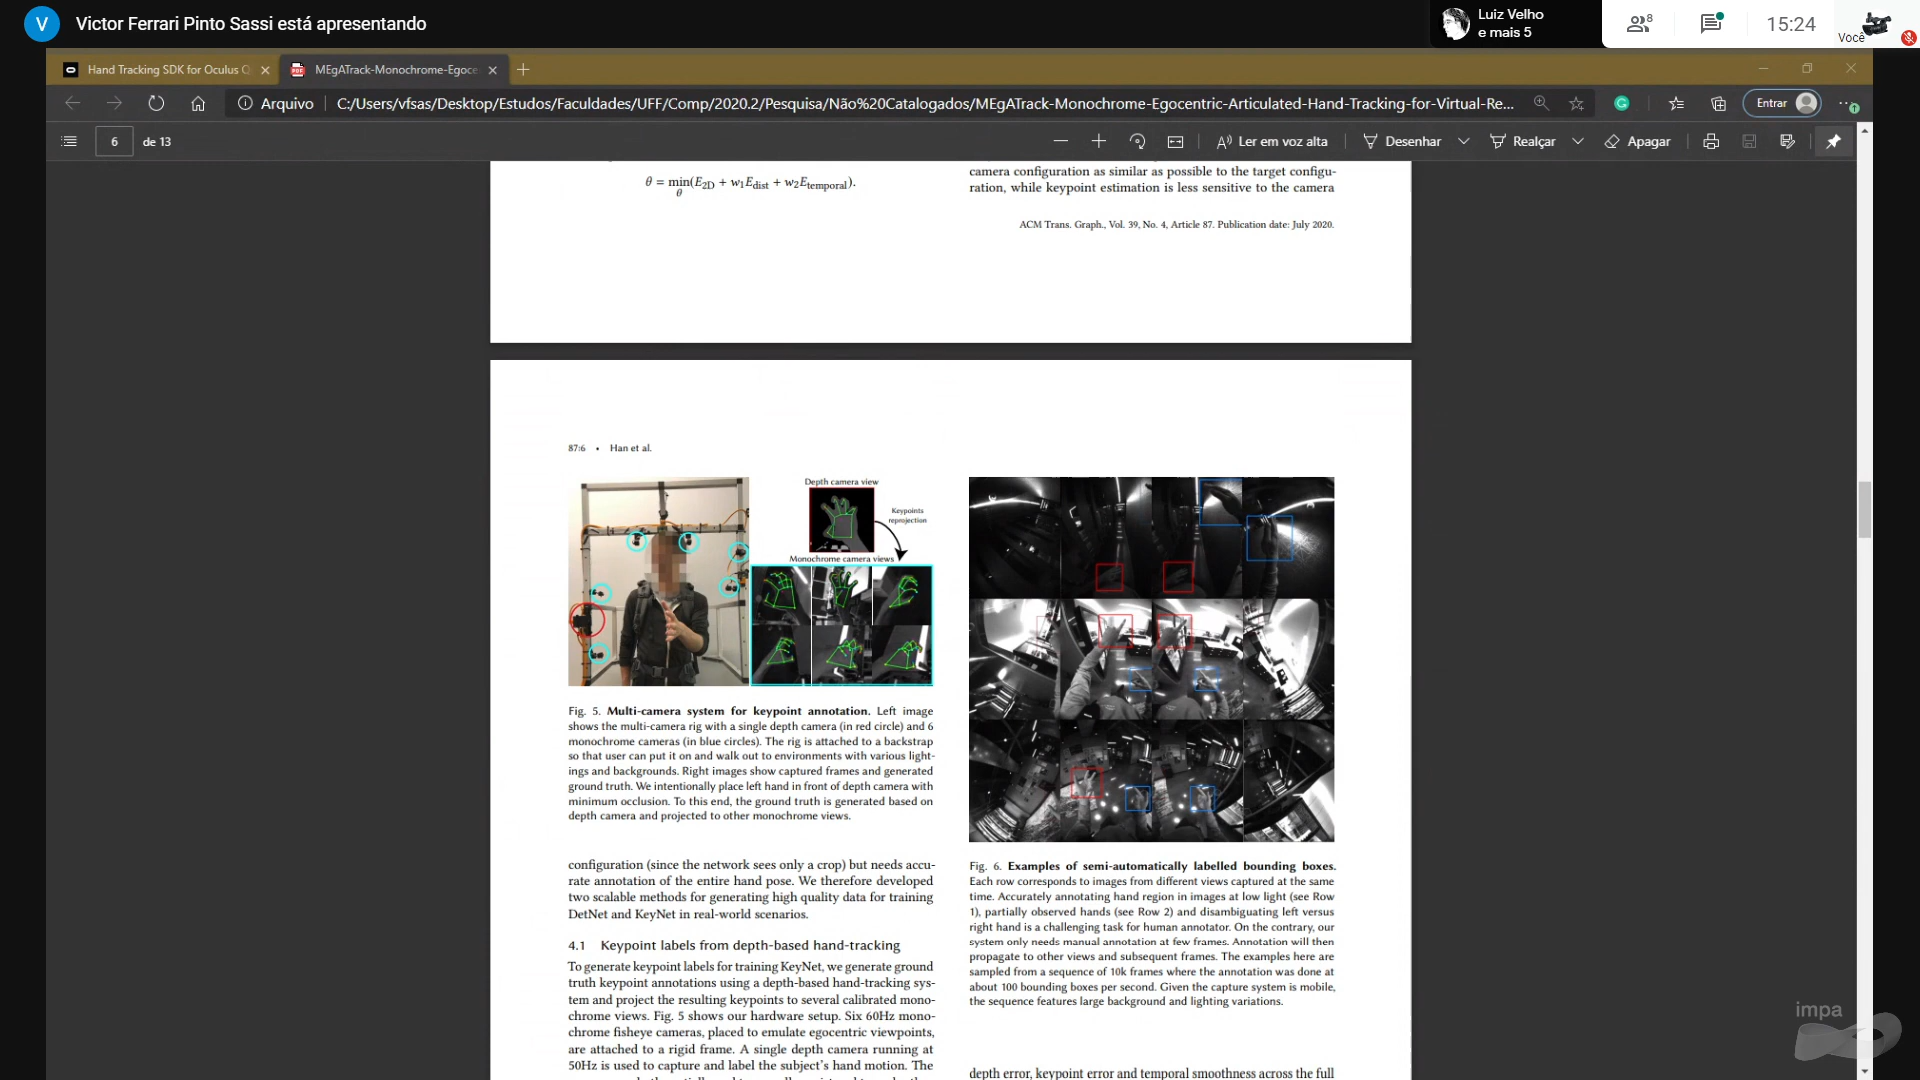 V Victor Ferrari Pinto Sassi está apresentando
Luiz Velho
e mais 5
8
15:24
Você
Hand Tracking SDK for Oculus Q
MEgATrack-Monochrome-Egoce
Arquivo
C:/Users/vfsas/Desktop/Estudos/Faculdades/UFF/Comp/2020.2/Pesquisa/Não%20Catalogados/MEgATrack-Monochrome-Egocentric-Articulated-Hand-Tracking-for-Virtual-Re...
Entrar
6 de 13
Ler em voz alta
Desenhar
Realçar
Apagar
θ = min(E2D + w1Edist + w2Etemporal).
θ
camera configuration as similar as possible to the target configu-
ration, while keypoint estimation is less sensitive to the camera
ACM Trans. Graph., Vol. 39, No. 4, Article 87. Publication date: July 2020.
87:6 • Han et al.
Depth camera view
Keypoints
reprojection
Monochrome camera views
Fig. 5. Multi-camera system for keypoint annotation. Left image
shows the multi-camera rig with a single depth camera (in red circle) and 6
monochrome cameras (in blue circles). The rig is attached to a backstrap
so that user can put it on and walk out to environments with various light-
ings and backgrounds. Right images show captured frames and generated
ground truth. We intentionally place left hand in front of depth camera with
minimum occlusion. To this end, the ground truth is generated based on
depth camera and projected to other monochrome views.
configuration (since the network sees only a crop) but needs accu-
rate annotation of the entire hand pose. We therefore developed
two scalable methods for generating high quality data for training
DetNet and KeyNet in real-world scenarios.
4.1 Keypoint labels from depth-based hand-tracking
To generate keypoint labels for training KeyNet, we generate ground
truth keypoint annotations using a depth-based hand-tracking sys-
tem and project the resulting keypoints to several calibrated mono-
chrome views. Fig. 5 shows our hardware setup. Six 60Hz mono-
chrome fisheye cameras, placed to emulate egocentric viewpoints,
are attached to a rigid frame. A single depth camera running at
50Hz is used to capture and label the subject's hand motion. The
Fig. 6. Examples of semi-automatically labelled bounding boxes.
Each row corresponds to images from different views captured at the same
time. Accurately annotating hand region in images at low light (see Row
1), partially observed hands (see Row 2) and disambiguating left versus
right hand is a challenging task for human annotator. On the contrary, our
system only needs manual annotation at few frames. Annotation will then
propagate to other views and subsequent frames. The examples here are
sampled from a sequence of 10k frames where the annotation was done at
about 100 bounding boxes per second. Given the capture system is mobile,
the sequence features large background and lighting variations.
depth error, keypoint error and temporal smoothness across the full
impa